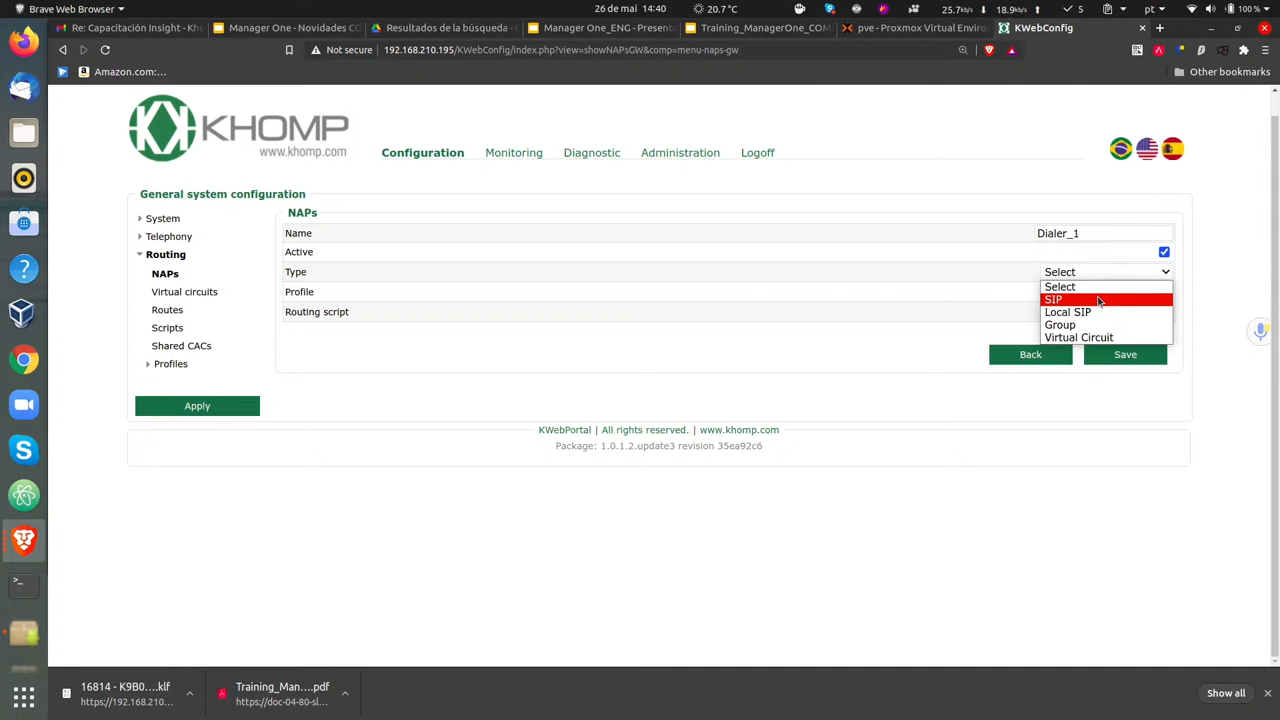 Brave Web Browser
26 de mai 14:40
20.7 °C
25.7kb/s
18.4kb/s
5
pt
100 %
Re: Capacitación Insight - Kh
Manager One - Novidades C
Resultados de la búsqueda -
Manager One_ENG - Presenta
Training_ManagerOne_COM
pve - Proxmox Virtual Enviro
KWebConfig
Not secure
192.168.210.195/KWebConfig/index.php?view=showNAPsGW&comp=menu-naps-gw
Amazon.com:...
Other bookmarks
KHOMP
www.khomp.com
Configuration
Monitoring
Diagnostic
Administration
Logoff
General system configuration
System
Telephony
Routing
NAPs
Virtual circuits
Routes
Scripts
Shared CACs
Profiles
Apply
NAPs
Name
Dialer_1
Active
Type
Select
Profile
Routing script
Select
SIP
Local SIP
Group
Virtual Circuit
Back
Save
KWebPortal | All rights reserved. | www.khomp.com
Package: 1.0.1.2.update3 revision 35ea92c6
16814 - K9B0....klf
https://192.168.210...
Training_Man....pdf
https://doc-04-80-sl...
Show all